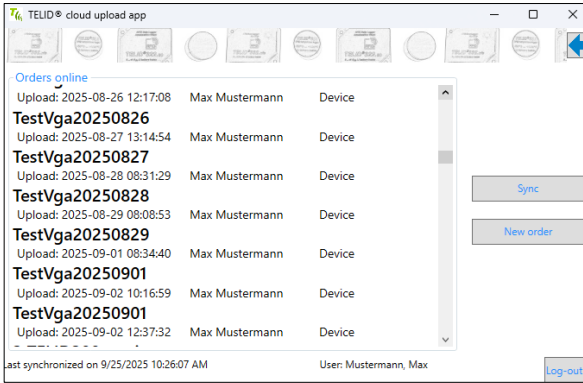 TELID® cloud upload app
Orders online
Upload: 2025-08-26 12:17:08 Max Mustermann Device
TestVga20250826
Upload: 2025-08-27 13:14:54 Max Mustermann Device
TestVga20250827
Upload: 2025-08-28 08:31:29 Max Mustermann Device
TestVga20250828
Upload: 2025-08-29 08:08:53 Max Mustermann Device
TestVga20250829
Upload: 2025-09-01 08:34:40 Max Mustermann Device
TestVga20250901
Upload: 2025-09-02 10:16:59 Max Mustermann Device
TestVga20250901
Upload: 2025-09-02 12:37:32 Max Mustermann Device
Sync
New order
Last synchronized on 9/25/2025 10:26:07 AM User: Mustermann, Max
Log-out